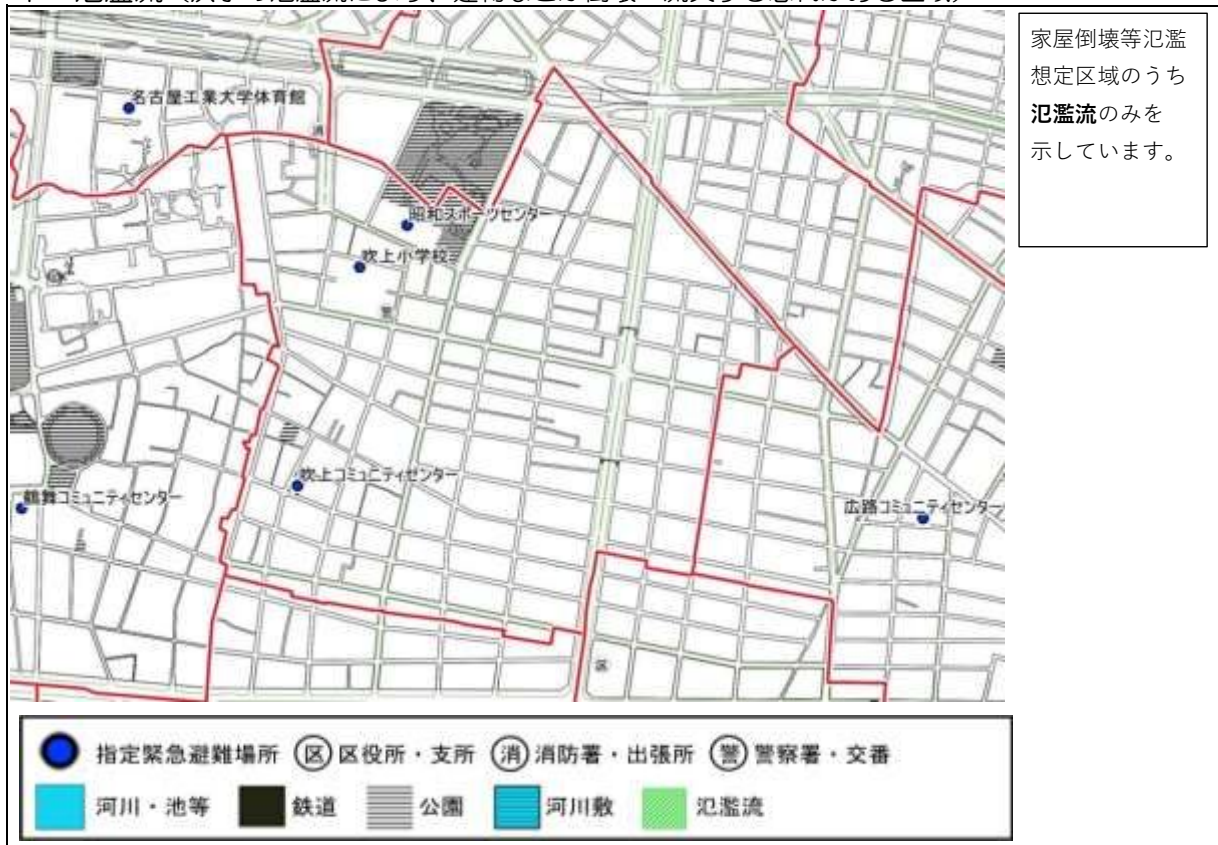 家屋倒壊等氾濫
想定区域のうち
氾濫流のみを
示しています。
名古屋工業大学体育館
消
昭和スポーツセンター
吹上小学校
吹上コミュニティセンター
鶴舞コミュニティセンター
広路コミュニティセンター
区
指定緊急避難場所 区 区役所・支所 消 消防署・出張所 警 警察署・交番
河川・池等 鉄道 公園 河川敷 氾濫流